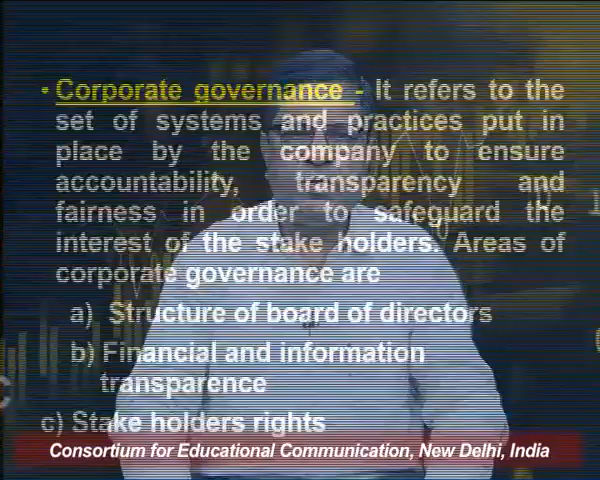 • Corporate governance - It refers to the
set of systems and practices put in
place by the company to ensure
accountability, transparency and
fairness in order to safeguard the
interest of the stake holders. Areas of
corporate governance are
a) Structure of board of directors
b) Financial and information
transparence
c) Stake holders rights
Consortium for Educational Communication, New Delhi, India